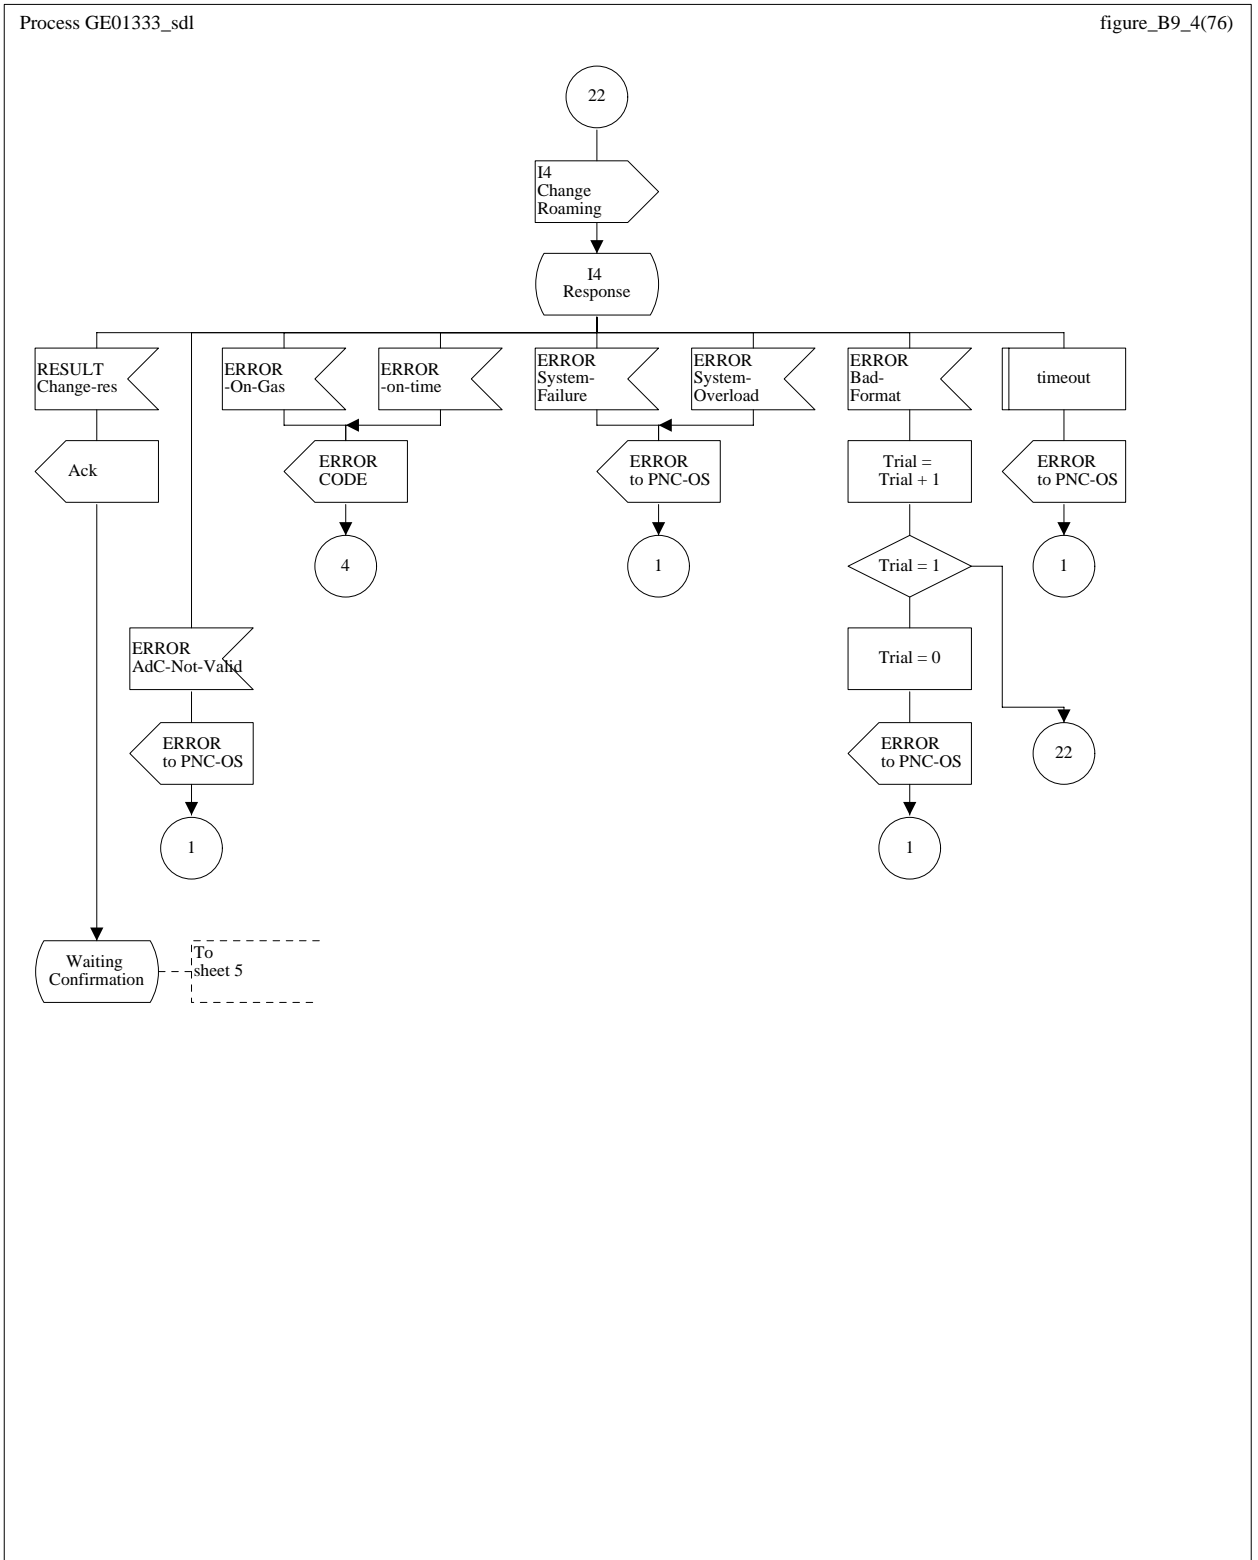 Process GE01333_sdl
figure_B9_4(76)
22
I4
Change
Roaming
I4
Response
RESULT
Change-res
ERROR
-On-Gas
ERROR
-on-time
ERROR
System-
Failure
ERROR
System-
Overload
ERROR
Bad-
Format
timeout
Ack
ERROR
CODE
ERROR
to PNC-OS
Trial =
Trial + 1
ERROR
to PNC-OS
4
1
Trial = 1
1
ERROR
AdC-Not-Valid
Trial = 0
ERROR
to PNC-OS
ERROR
to PNC-OS
22
1
1
Waiting
Confirmation
To
sheet 5